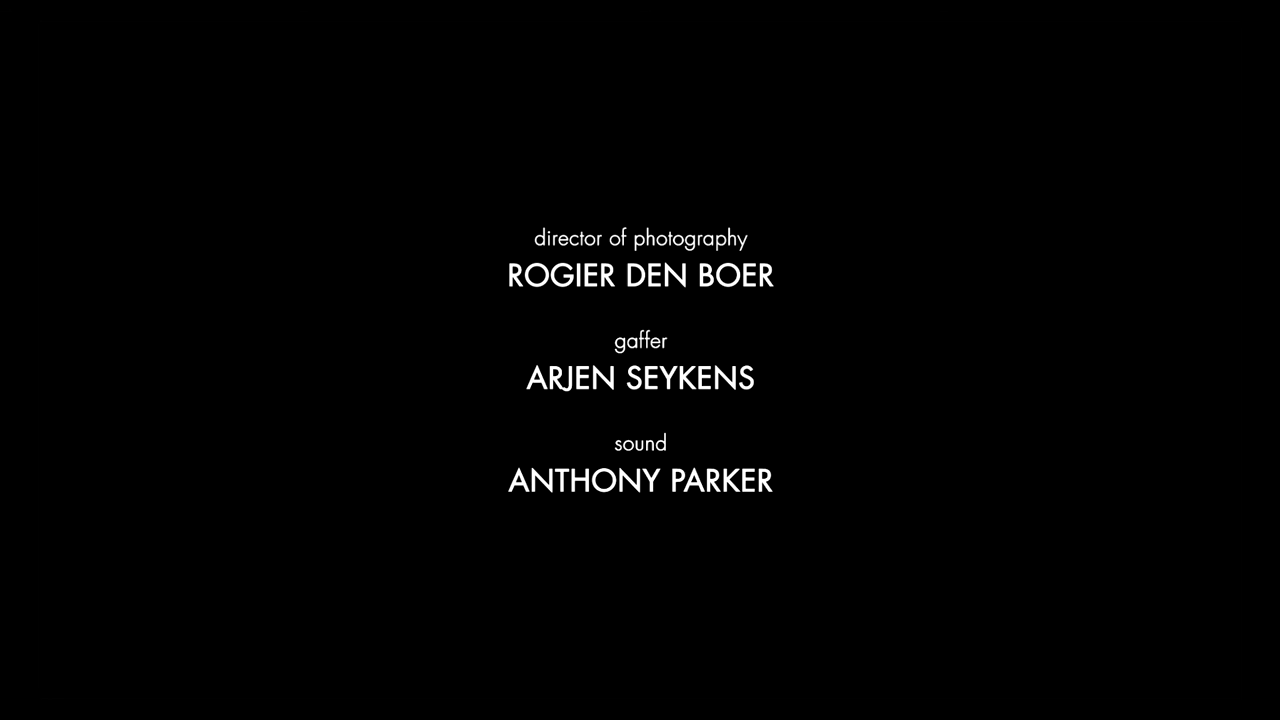 director of photography
ROGIER DEN BOER
gaffer
ARJEN SEYKENS
sound
ANTHONY PARKER